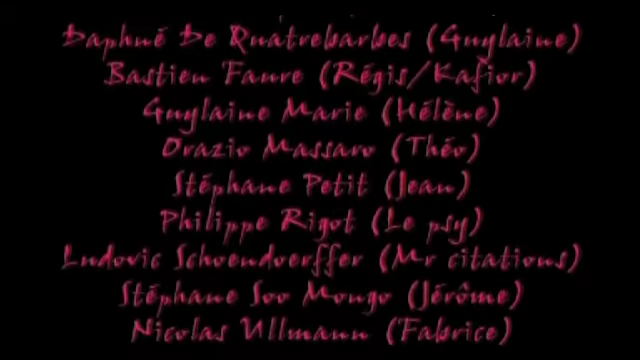 Daphné De Quatrebarbes (Guylaine)
Bastien Faure (Régis/Kafior)
Guylaine Marie (Hélène)
Orazio Massaro (Théo)
Stéphane Petit (Jean)
Philippe Rigot (Le psy)
Ludovic Schoendoerffer (Mr citations)
Stéphane Soo Mongo (Jérôme)
Nicolas Ullmann (Fabrice)